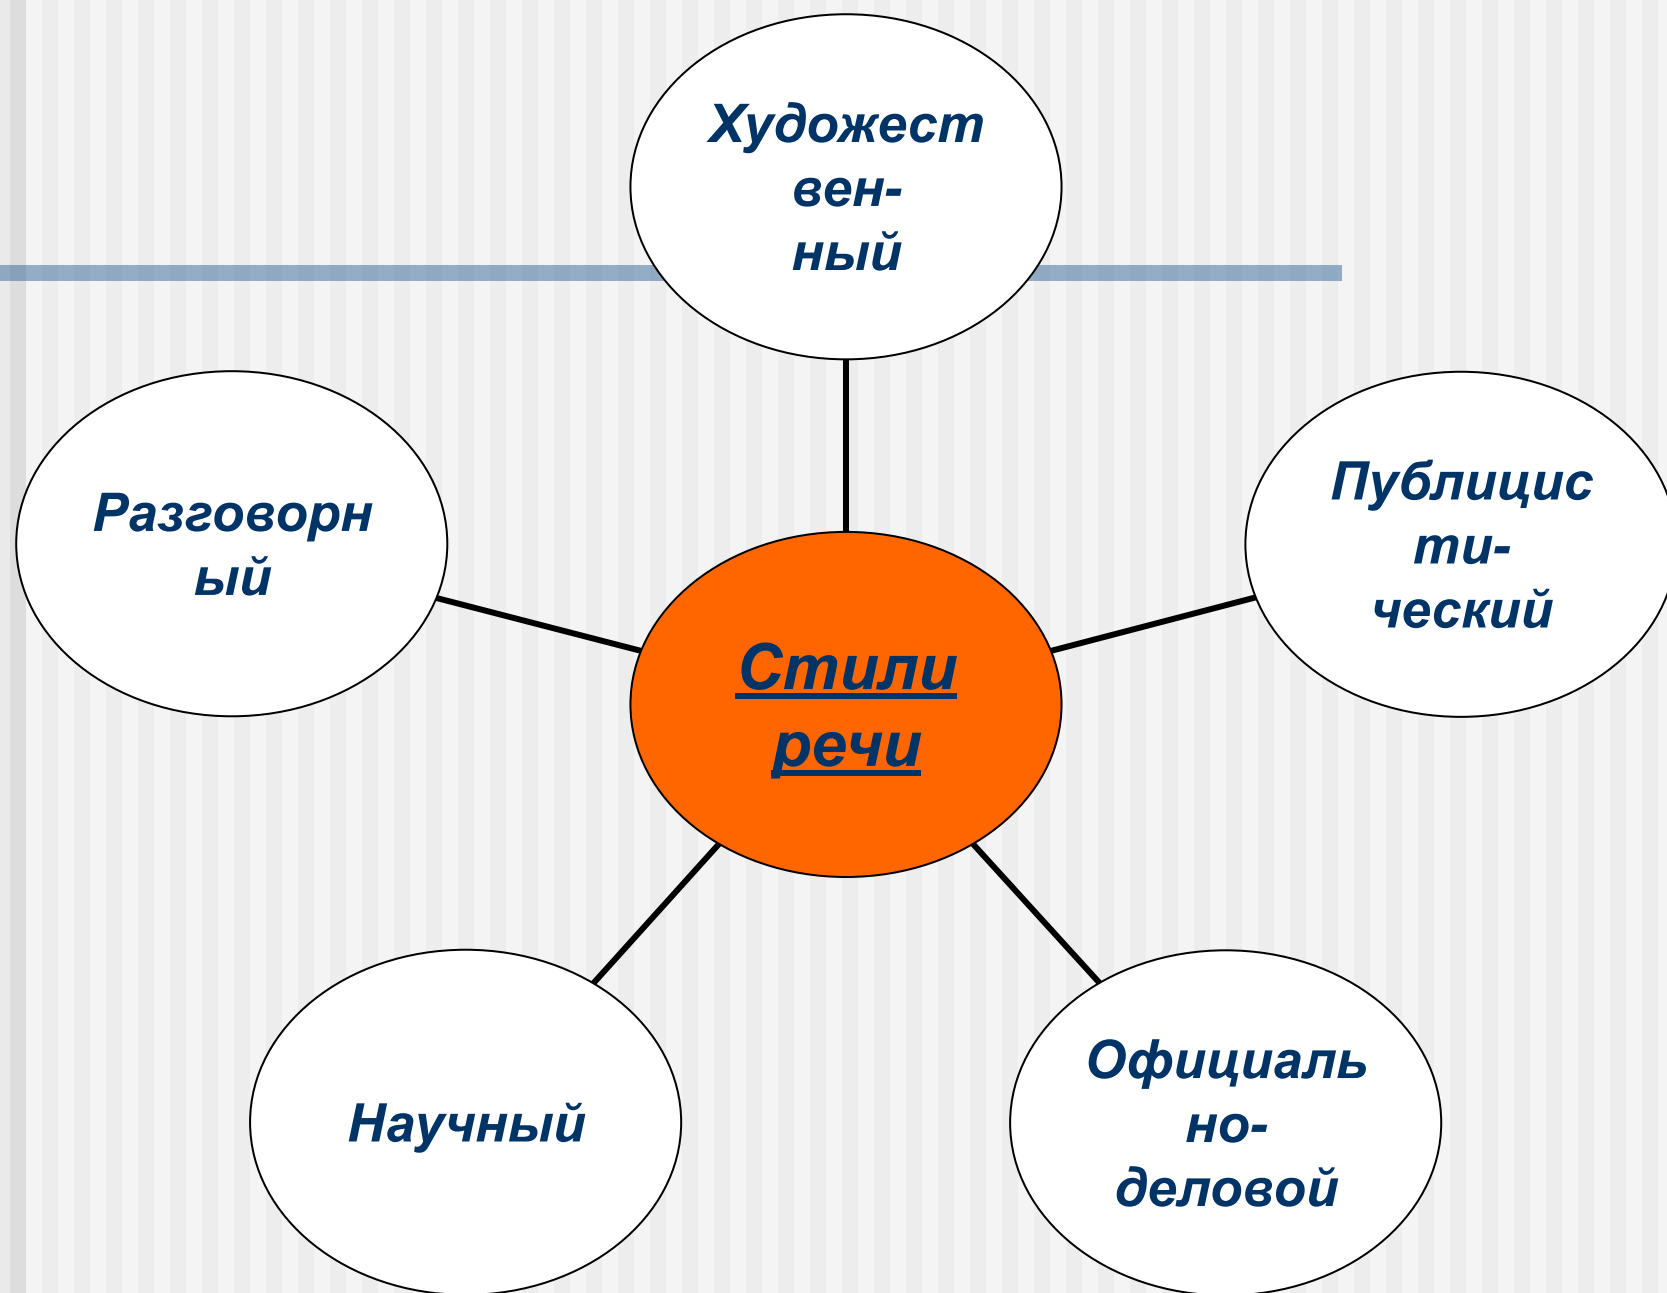 Художест
вен-
ный
Разговорн
ый
Публицис
ти-
ческий
Стили
речи
Научный
Официаль
но-
деловой